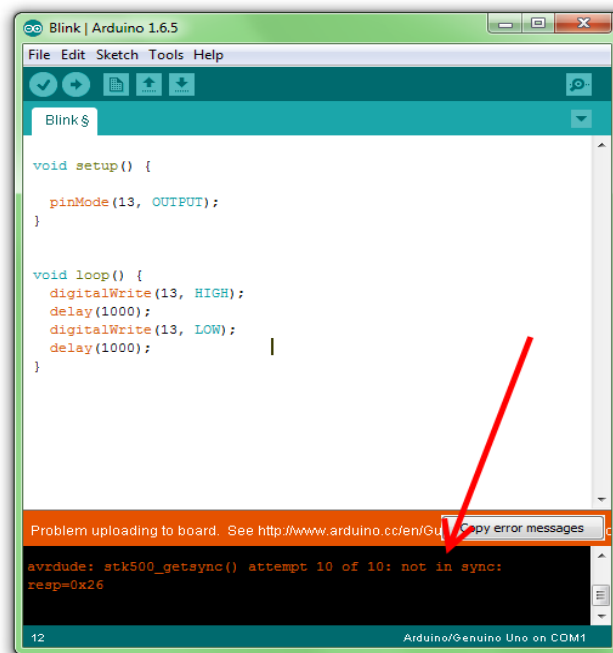 Blink | Arduino 1.6.5
File Edit Sketch Tools Help
Blink §
void setup() {
pinMode(13, OUTPUT);
}
void loop() {
digitalWrite(13, HIGH);
delay(1000);
digitalWrite(13, LOW);
delay(1000);
}
Problem uploading to board. See http://www.arduino.cc/en/Gu
Copy error messages
avrdude: stk500_getsync() attempt 10 of 10: not in sync:
resp=0x26
12
Arduino/Genuino Uno on COM1